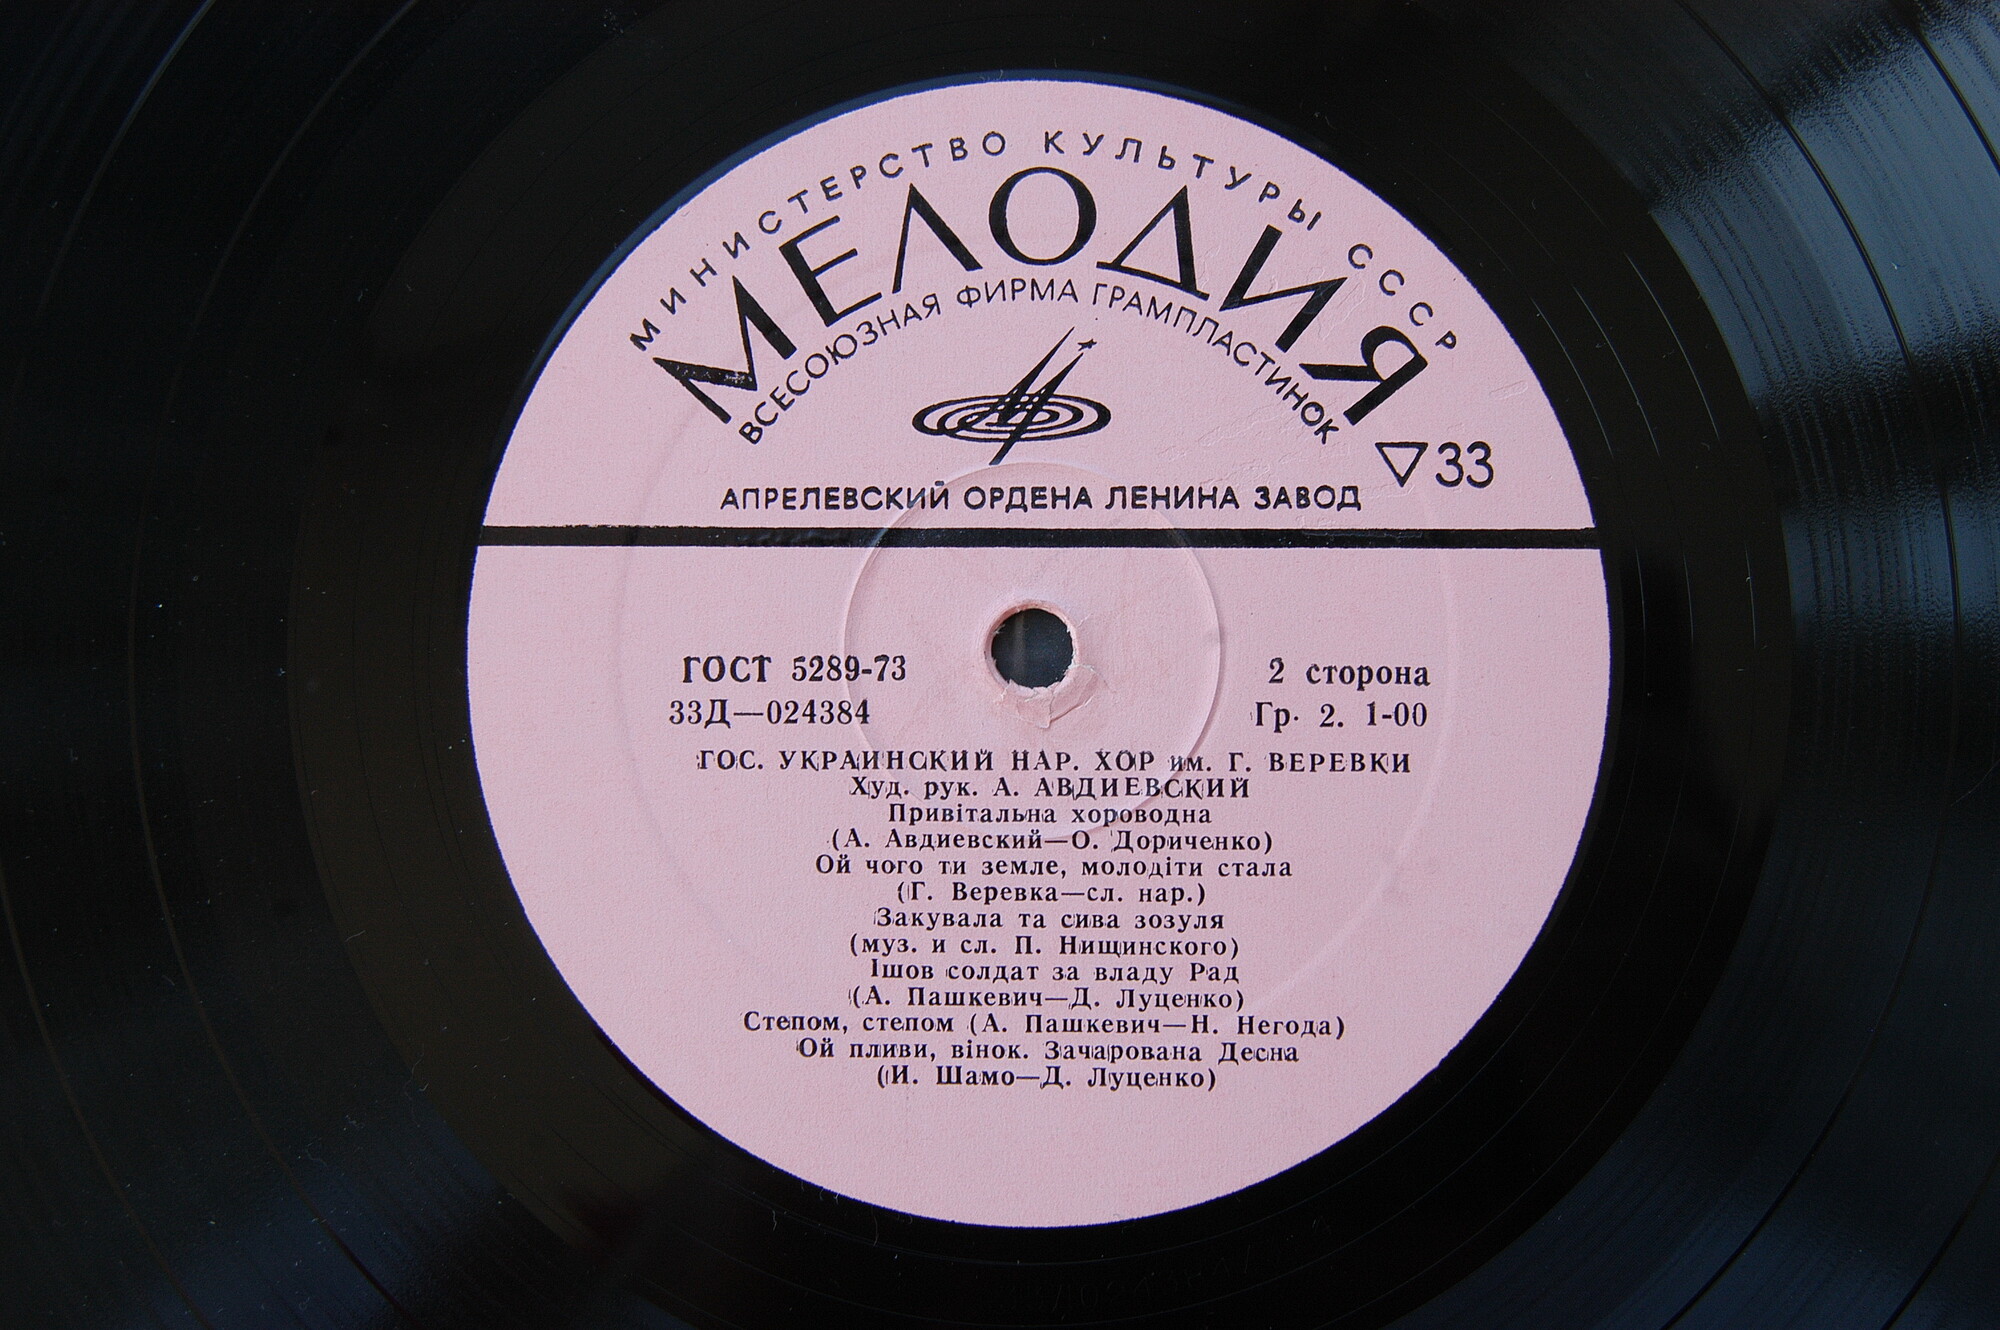 МИНИСТЕРСТВО КУЛЬТУРЫ СССР
МЕЛОДИЯ
ВСЕСОЮЗНАЯ ФИРМА ГРАМПЛАСТИНОК
▽33
АПРЕЛЕВСКИЙ ОРДЕНА ЛЕНИНА ЗАВОД
ГОСТ 5289-73
2 сторона
33Д—024384
Гр. 2. 1-00
ГОС. УКРАИНСКИЙ НАР. ХОР им. Г. ВЕРЕВКИ
Худ. рук. А. АВДИЕВСКИЙ
Привітальна хороводна
(А. Авдиевский—О. Дориченко)
Ой чого ти земле, молодіти стала
(Г. Веревка—сл. нар.)
Закувала та сива зозуля
(муз. и сл. П. Нищинского)
Ішов солдат за владу Рад
(А. Пашкевич—Д. Луценко)
Степом, степом (А. Пашкевич—Н. Негода)
Ой пливи, вінок. Зачарована Десна
(И. Шамо—Д. Луценко)